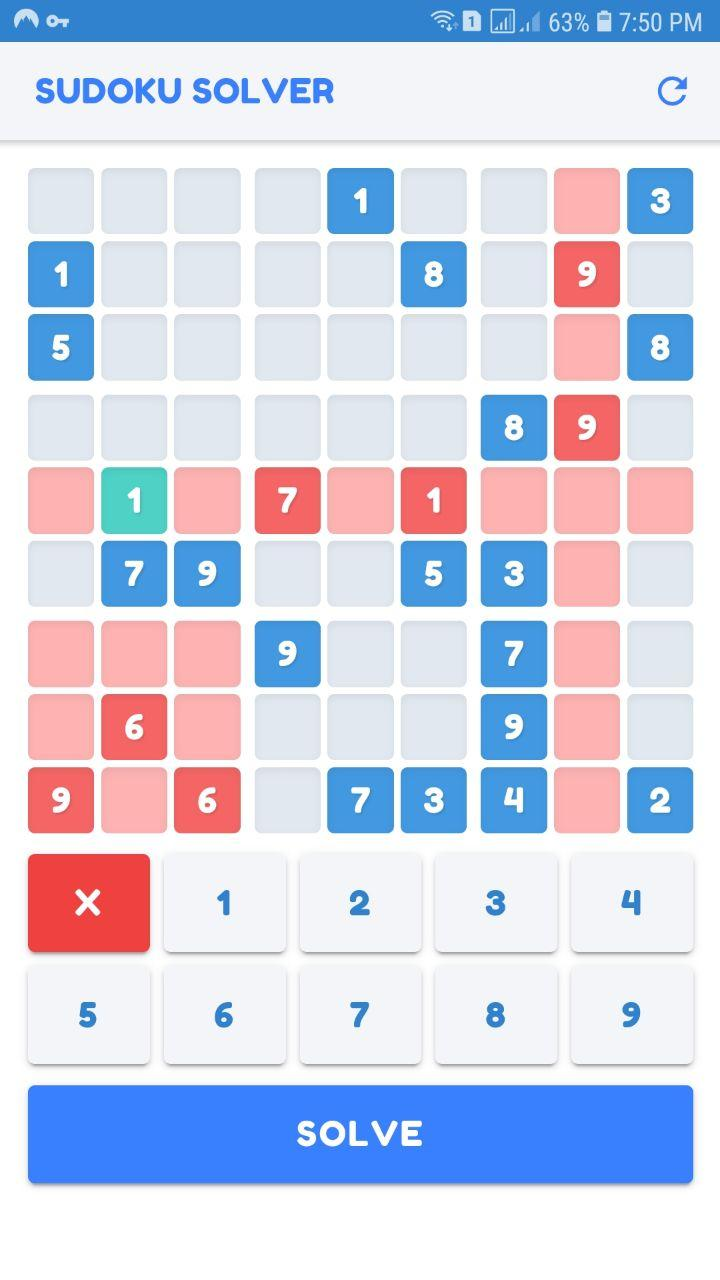 63% 7:50 PM
SUDOKU SOLVER
1 3
1 8 9
5 8
8 9
1 7 1
7 9 5 3
9 7
6 9
9 6 7 3 4 2
X 1 2 3 4
5 6 7 8 9
SOLVE